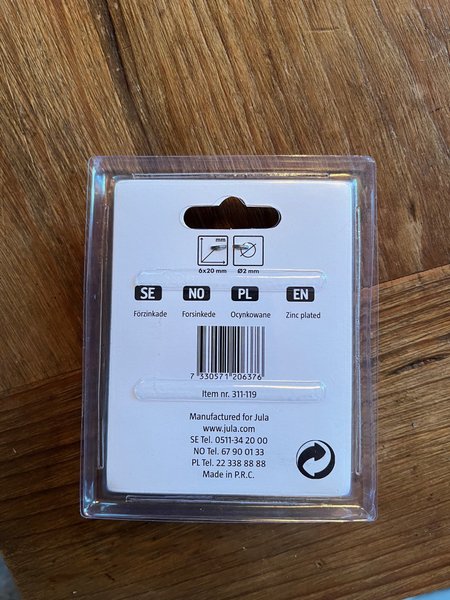 mm
6x20 mm Ø2 mm
SE NO PL EN
Förzinkade Forsinkede Ocynkowane Zinc plated
7 330571 206376
Item nr. 311-119
Manufactured for Jula
www.jula.com
SE Tel. 0511-34 20 00
NO Tel. 67 90 01 33
PL Tel. 22 338 88 88
Made in P.R.C.